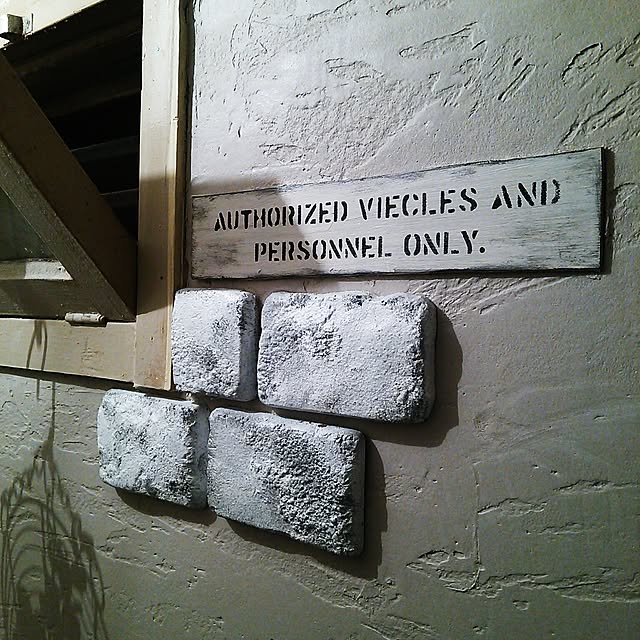 AUTHORIZED VIECLES AND
PERSONNEL ONLY.